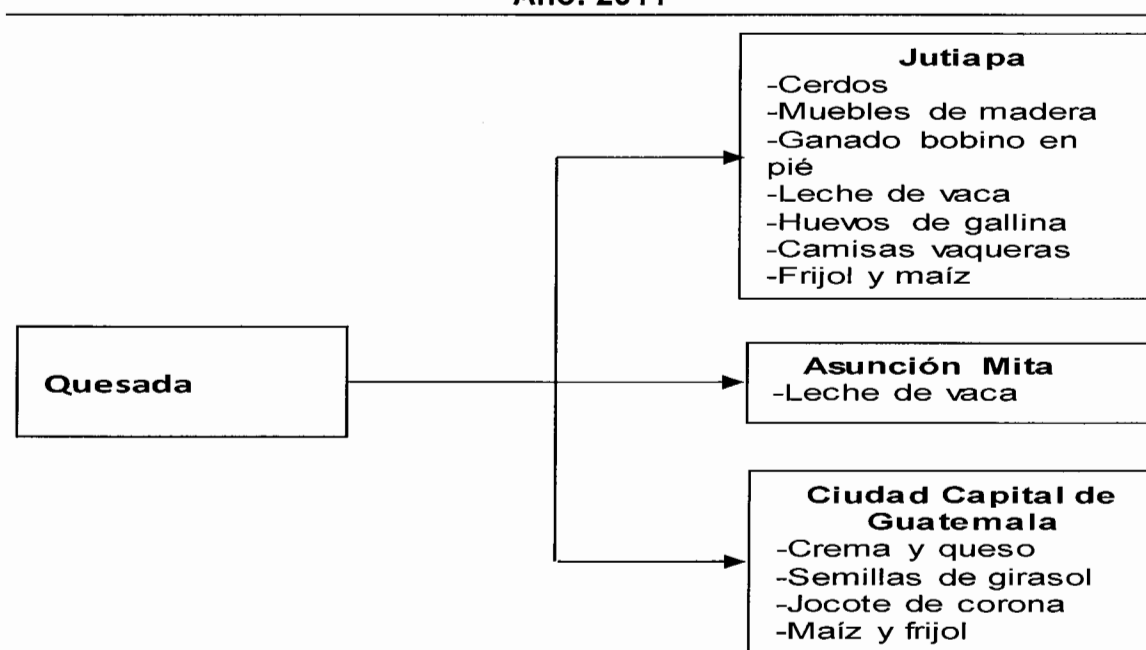 Quesada
Jutiapa
-Cerdos
-Muebles de madera
-Ganado bobino en
pié
-Leche de vaca
-Huevos de gallina
-Camisas vaqueras
-Frijol y maíz
Asunción Mita
-Leche de vaca
Ciudad Capital de
Guatemala
-Crema y queso
-Semillas de girasol
-Jocote de corona
-Maíz y frijol